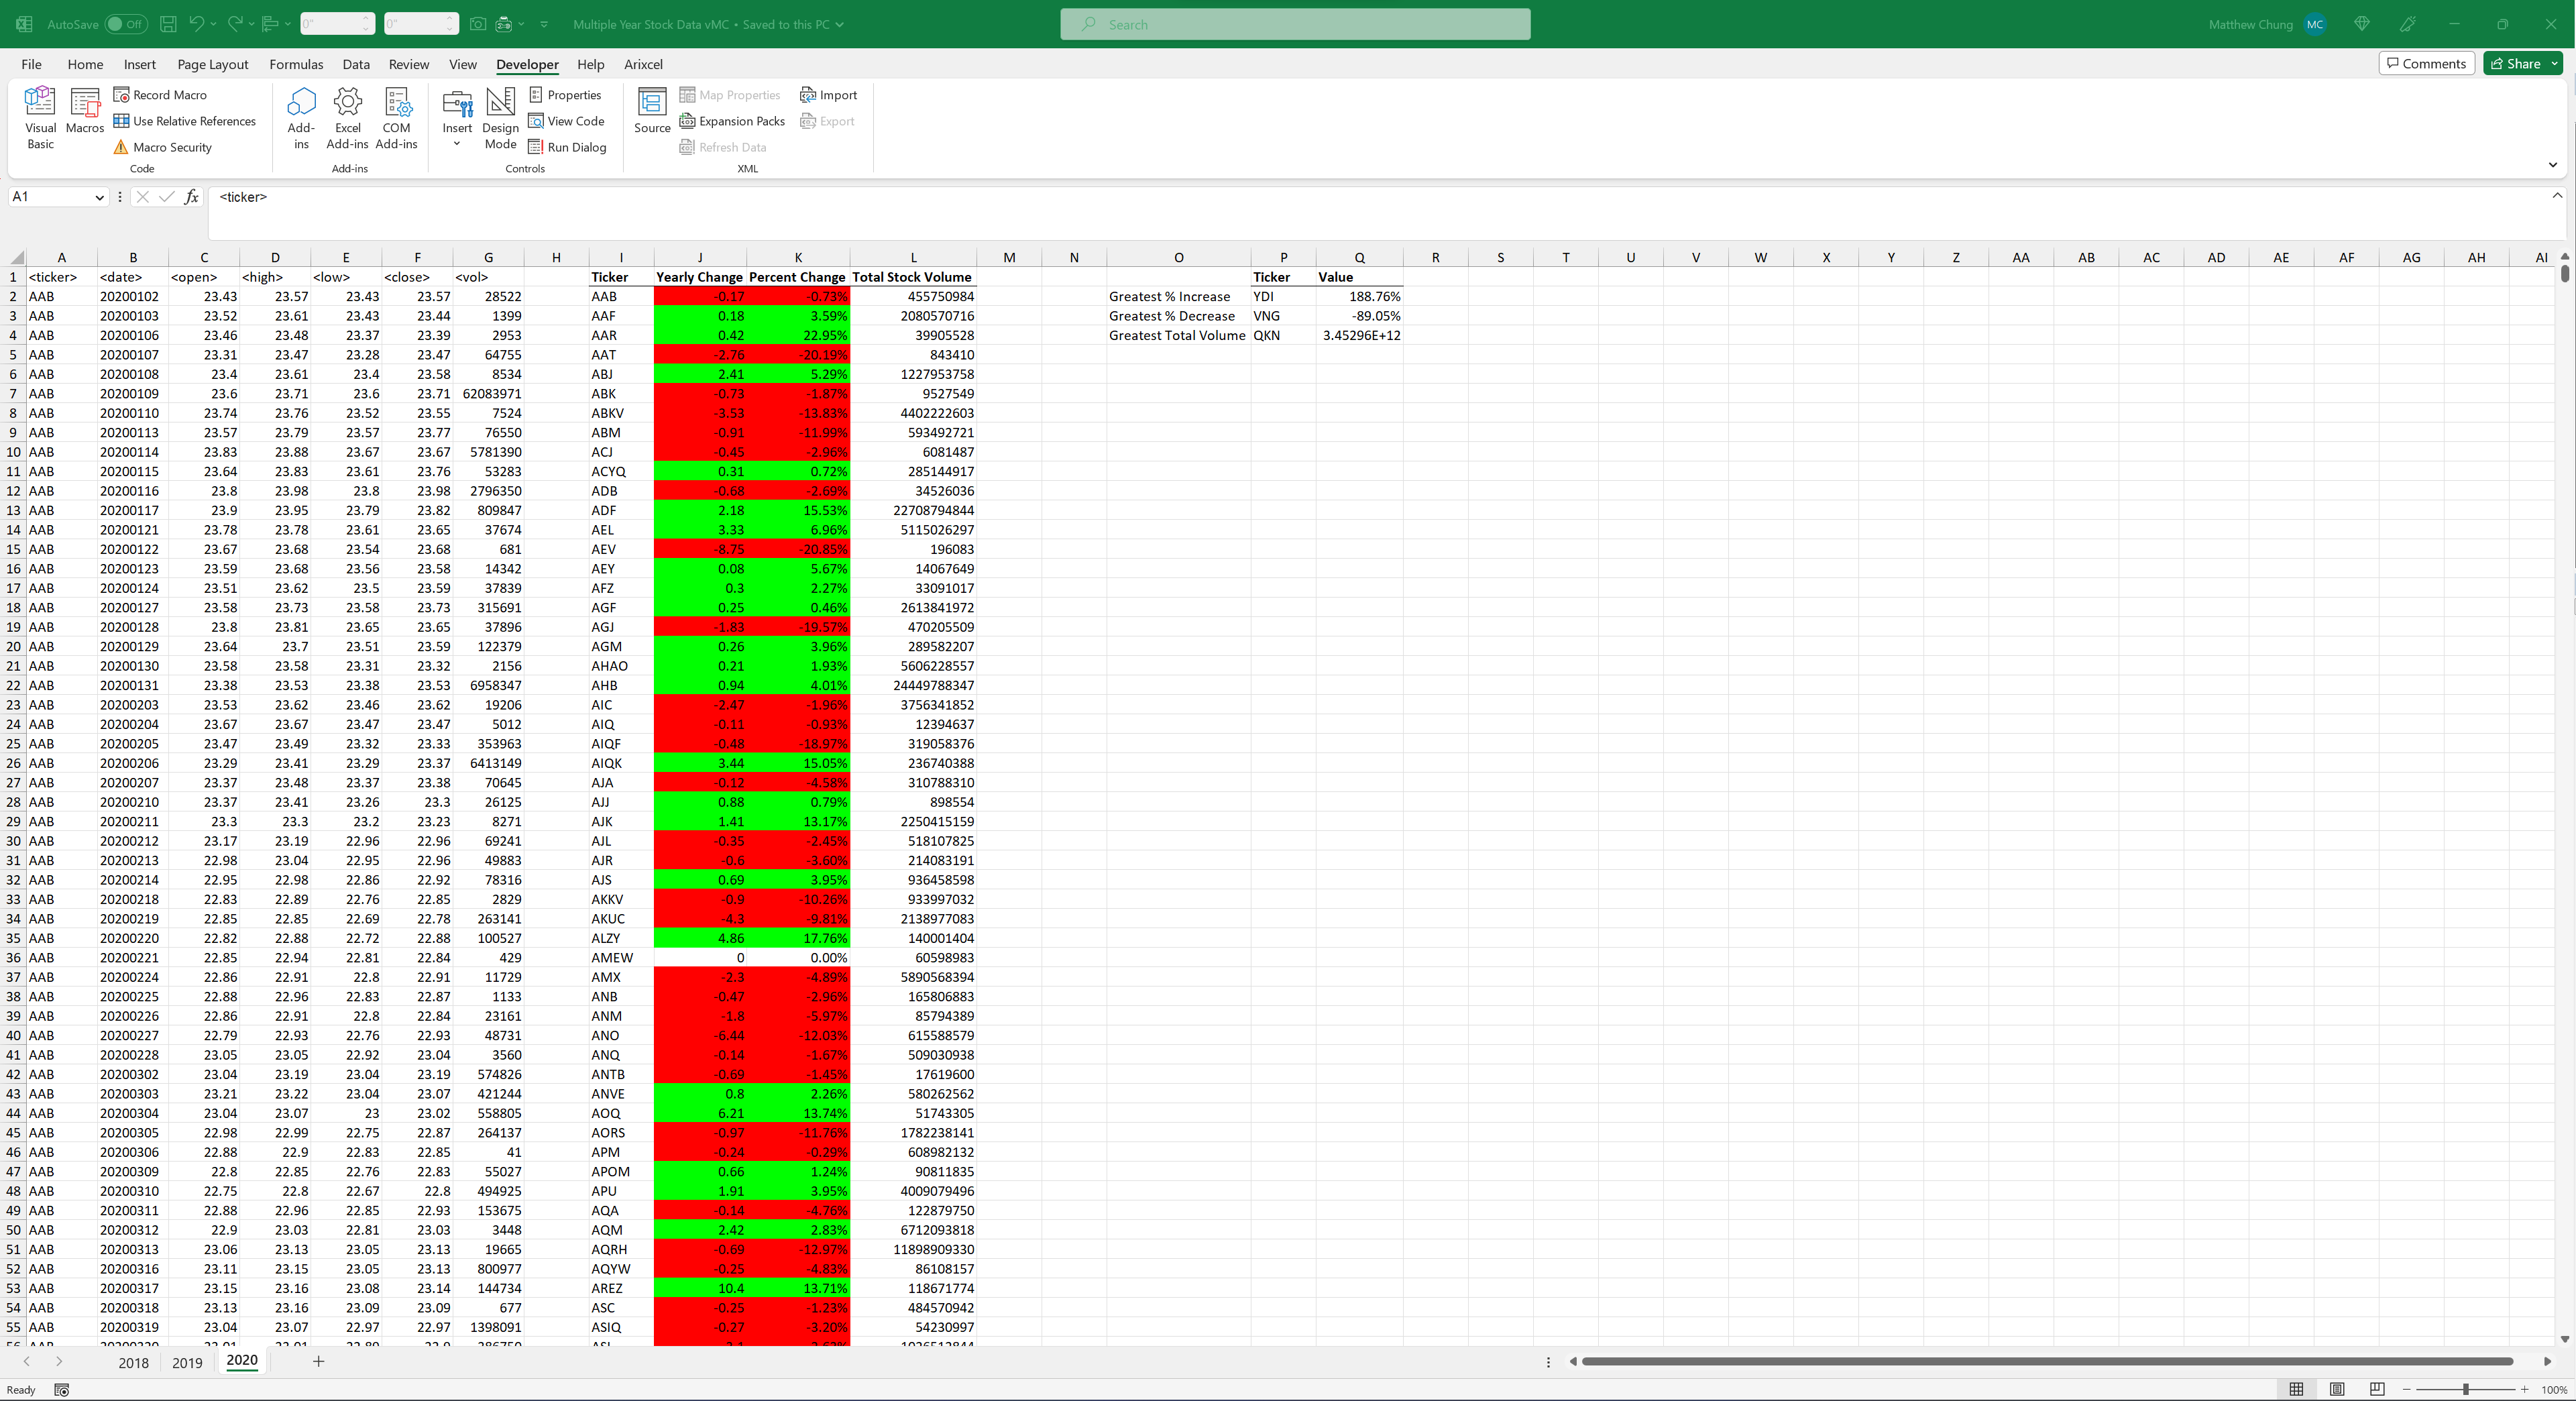 AutoSave Off 0" 0" Multiple Year Stock Data vMC • Saved to this PC Search Matthew Chung MC
File Home Insert Page Layout Formulas Data Review View Developer Help Arixcel Comments Share
Visual Basic Macros Record Macro Use Relative References Macro Security Code
Add-ins Excel Add-ins COM Add-ins Add-ins
Insert Design Mode Properties View Code Run Dialog Controls
Source Map Properties Expansion Packs Refresh Data Import Export XML
A1 fx <ticker>
A B C D E F G H I J K L M N O P Q R S T U V W X Y Z AA AB AC AD AE AF AG AH AI
1 <ticker> <date> <open> <high> <low> <close> <vol> Ticker Yearly Change Percent Change Total Stock Volume Ticker Value
2 AAB 20200102 23.43 23.57 23.43 23.57 28522 AAB -0.17 -0.73% 455750984 Greatest % Increase YDI 188.76%
3 AAB 20200103 23.52 23.61 23.43 23.44 1399 AAF 0.18 3.59% 2080570716 Greatest % Decrease VNG -89.05%
4 AAB 20200106 23.46 23.48 23.37 23.39 2953 AAR 0.42 22.95% 39905528 Greatest Total Volume QKN 3.45296E+12
5 AAB 20200107 23.31 23.47 23.28 23.47 64755 AAT -2.76 -20.19% 843410
6 AAB 20200108 23.4 23.61 23.4 23.58 8534 ABJ 2.41 5.29% 1227953758
7 AAB 20200109 23.6 23.71 23.6 23.71 62083971 ABK -0.73 -1.87% 9527549
8 AAB 20200110 23.74 23.76 23.52 23.55 7524 ABKV -3.53 -13.83% 4402222603
9 AAB 20200113 23.57 23.79 23.57 23.77 76550 ABM -0.91 -11.99% 593492721
10 AAB 20200114 23.83 23.88 23.67 23.67 5781390 ACJ -0.45 -2.96% 6081487
11 AAB 20200115 23.64 23.83 23.61 23.76 53283 ACYQ 0.31 0.72% 285144917
12 AAB 20200116 23.8 23.98 23.8 23.98 2796350 ADB -0.68 -2.69% 34526036
13 AAB 20200117 23.9 23.95 23.79 23.82 809847 ADF 2.18 15.53% 22708794844
14 AAB 20200121 23.78 23.78 23.61 23.65 37674 AEL 3.33 6.96% 5115026297
15 AAB 20200122 23.67 23.68 23.54 23.68 681 AEV -8.75 -20.85% 196083
16 AAB 20200123 23.59 23.68 23.56 23.58 14342 AEY 0.08 5.67% 14067649
17 AAB 20200124 23.51 23.62 23.5 23.59 37839 AFZ 0.3 2.27% 33091017
18 AAB 20200127 23.58 23.73 23.58 23.73 315691 AGF 0.25 0.46% 2613841972
19 AAB 20200128 23.8 23.81 23.65 23.65 37896 AGJ -1.83 -19.57% 470205509
20 AAB 20200129 23.64 23.7 23.51 23.59 122379 AGM 0.26 3.96% 289582207
21 AAB 20200130 23.58 23.58 23.31 23.32 2156 AHAO 0.21 1.93% 5606228557
22 AAB 20200131 23.38 23.53 23.38 23.53 6958347 AHB 0.94 4.01% 24449788347
23 AAB 20200203 23.53 23.62 23.46 23.62 19206 AIC -2.47 -1.96% 3756341852
24 AAB 20200204 23.67 23.67 23.47 23.47 5012 AIQ -0.11 -0.93% 12394637
25 AAB 20200205 23.47 23.49 23.32 23.33 353963 AIQF -0.48 -18.97% 319058376
26 AAB 20200206 23.29 23.41 23.29 23.37 6413149 AIQK 3.44 15.05% 236740388
27 AAB 20200207 23.37 23.48 23.37 23.38 70645 AJA -0.12 -4.58% 310788310
28 AAB 20200210 23.37 23.41 23.26 23.3 26125 AJJ 0.88 0.79% 898554
29 AAB 20200211 23.3 23.3 23.2 23.23 8271 AJK 1.41 13.17% 2250415159
30 AAB 20200212 23.17 23.19 22.96 22.96 69241 AJL -0.35 -2.45% 518107825
31 AAB 20200213 22.98 23.04 22.95 22.96 49883 AJR -0.6 -3.60% 214083191
32 AAB 20200214 22.95 22.98 22.86 22.92 78316 AJS 0.69 3.95% 936458598
33 AAB 20200218 22.83 22.89 22.76 22.85 2829 AKKV -0.9 -10.26% 933997032
34 AAB 20200219 22.85 22.85 22.69 22.78 263141 AKUC -4.3 -9.81% 2138977083
35 AAB 20200220 22.82 22.88 22.72 22.88 100527 ALZY 4.86 17.76% 140001404
36 AAB 20200221 22.85 22.94 22.81 22.84 429 AMEW 0 0.00% 60598983
37 AAB 20200224 22.86 22.91 22.8 22.91 11729 AMX -2.3 -4.89% 5890568394
38 AAB 20200225 22.88 22.96 22.83 22.87 1133 ANB -0.47 -2.96% 165806883
39 AAB 20200226 22.86 22.91 22.8 22.84 23161 ANM -1.8 -5.97% 85794389
40 AAB 20200227 22.79 22.93 22.76 22.93 48731 ANO -6.44 -12.03% 615588579
41 AAB 20200228 23.05 23.05 22.92 23.04 3560 ANQ -0.14 -1.67% 509030938
42 AAB 20200302 23.04 23.19 23.04 23.19 574826 ANTB -0.69 -1.45% 17619600
43 AAB 20200303 23.21 23.22 23.04 23.07 421244 ANVE 0.8 2.26% 580262562
44 AAB 20200304 23.04 23.07 23 23.02 558805 AOQ 6.21 13.74% 51743305
45 AAB 20200305 22.98 22.99 22.75 22.87 264137 AORS -0.97 -11.76% 1782238141
46 AAB 20200306 22.88 22.9 22.83 22.85 41 APM -0.24 -0.29% 608982132
47 AAB 20200309 22.8 22.85 22.76 22.83 55027 APOM 0.66 1.24% 90811835
48 AAB 20200310 22.75 22.8 22.67 22.8 494925 APU 1.91 3.95% 4009079496
49 AAB 20200311 22.88 22.96 22.85 22.93 153675 AQA -0.14 -4.76% 122879750
50 AAB 20200312 22.9 23.03 22.81 23.03 3448 AQM 2.42 2.83% 6712093818
51 AAB 20200313 23.06 23.13 23.05 23.13 19665 AQRH -0.69 -12.97% 11898909330
52 AAB 20200316 23.11 23.15 23.05 23.13 800977 AQYW -0.25 -4.83% 86108157
53 AAB 20200317 23.15 23.16 23.08 23.14 144734 AREZ 10.4 13.71% 118671774
54 AAB 20200318 23.13 23.16 23.09 23.09 677 ASC -0.25 -1.23% 484570942
55 AAB 20200319 23.04 23.07 22.97 22.97 1398091 ASIQ -0.27 -3.20% 54230997
2018 2019 2020
Ready 100%